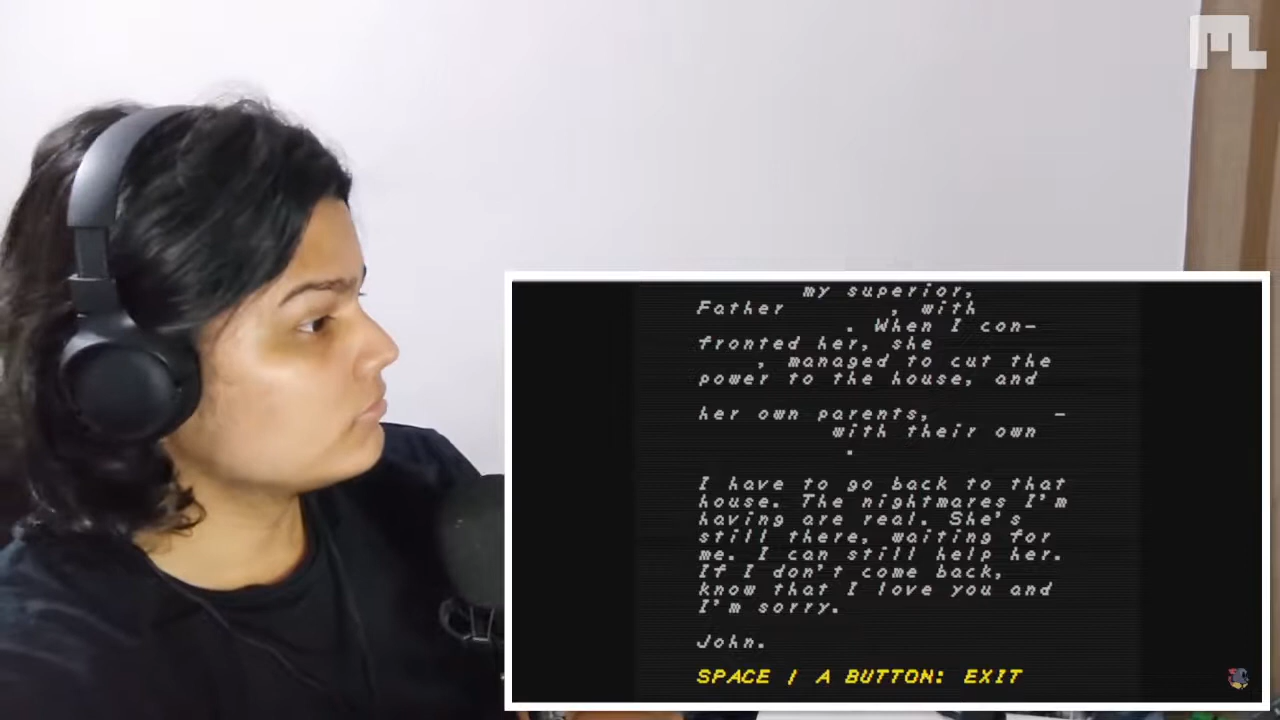 ML
my superior,
Father , with
. When I con-
fronted her, she
, managed to cut the
power to the house, and
her own parents, -
with their own
.
I have to go back to that
house. The nightmares I'm
having are real. She's
still there, waiting for
me. I can still help her.
If I don't come back,
know that I love you and
I'm sorry.
John.
SPACE / A BUTTON: EXIT